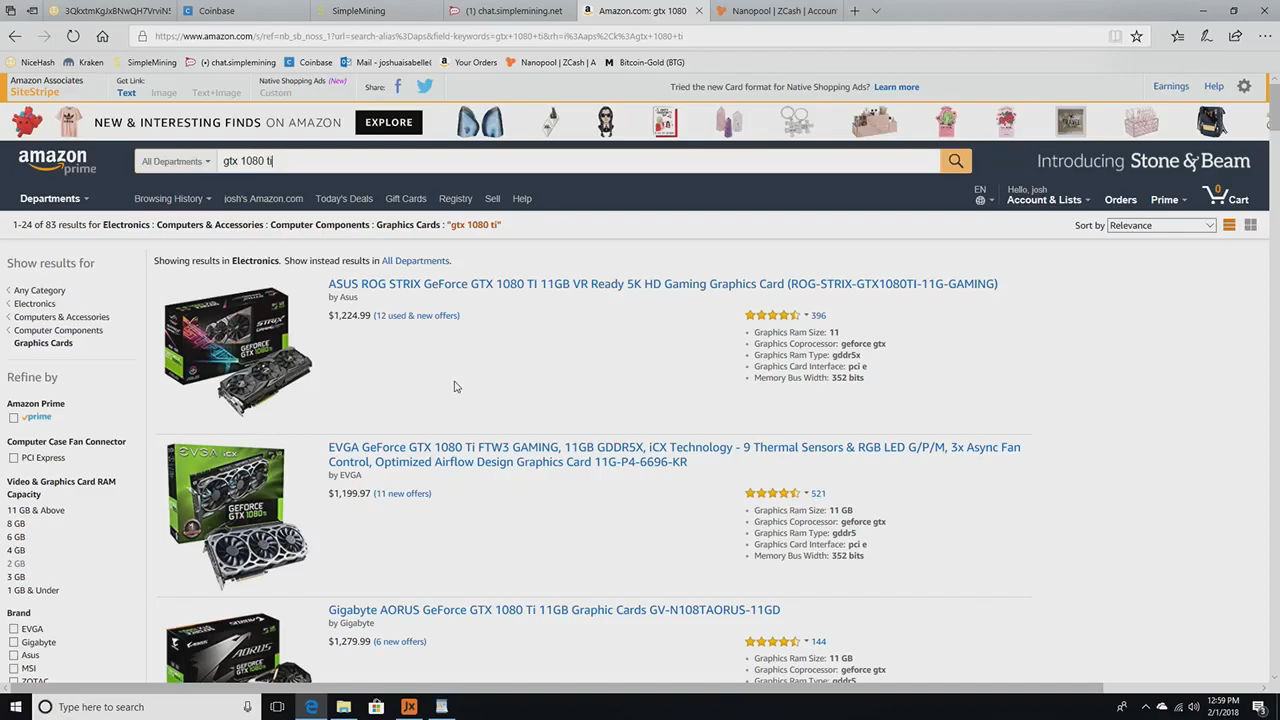 3QkxtmKgJxBNwQH7VrviN5
Coinbase
SimpleMining
(1) chat.simplemining.net
Amazon.com: gtx 1080
Nanopool | ZCash | Accoun
https://www.amazon.com/s/ref=nb_sb_noss_1?url=search-alias%3Daps&field-keywords=gtx+1080+ti&rh=i%3Aaps%2Ck%3Agtx+1080+ti
NiceHash
Kraken
SimpleMining
(•) chat.simplemining
Coinbase
Mail - joshuaisabelle(
Your Orders
Nanopool | ZCash | A
Bitcoin-Gold (BTG)
Amazon Associates
SiteStripe
Get Link:
Text
Image
Text+Image
Native Shopping Ads (New)
Custom
Share:
Tried the new Card format for Native Shopping Ads? Learn more
Earnings
Help
NEW & INTERESTING FINDS ON AMAZON
EXPLORE
amazon
prime
All Departments
gtx 1080 ti
Introducing Stone & Beam
Departments
Browsing History
josh's Amazon.com
Today's Deals
Gift Cards
Registry
Sell
Help
EN
Hello, josh
Account & Lists
Orders
Prime
0
Cart
1-24 of 83 results for Electronics : Computers & Accessories : Computer Components : Graphics Cards : "gtx 1080 ti"
Sort by Relevance
Show results for
Any Category
Electronics
Computers & Accessories
Computer Components
Graphics Cards
Refine by
Amazon Prime
prime
Computer Case Fan Connector
PCI Express
Video & Graphics Card RAM
Capacity
11 GB & Above
8 GB
6 GB
4 GB
2 GB
3 GB
1 GB & Under
Brand
EVGA
Gigabyte
Asus
MSI
ZOTAC
Showing results in Electronics. Show instead results in All Departments.
ASUS ROG STRIX GeForce GTX 1080 TI 11GB VR Ready 5K HD Gaming Graphics Card (ROG-STRIX-GTX1080TI-11G-GAMING)
by Asus
$1,224.99 (12 used & new offers)
396
Graphics Ram Size: 11
Graphics Coprocessor: geforce gtx
Graphics Ram Type: gddr5x
Graphics Card Interface: pci e
Memory Bus Width: 352 bits
STRIX
GEFORCE
GTX 1080 Ti
EVGA GeForce GTX 1080 Ti FTW3 GAMING, 11GB GDDR5X, iCX Technology - 9 Thermal Sensors & RGB LED G/P/M, 3x Async Fan
Control, Optimized Airflow Design Graphics Card 11G-P4-6696-KR
by EVGA
$1,199.97 (11 new offers)
521
Graphics Ram Size: 11 GB
Graphics Coprocessor: geforce gtx
Graphics Ram Type: gddr5
Graphics Card Interface: pci e
Memory Bus Width: 352 bits
EVGA iCX
GEFORCE
GTX 1080 Ti
Gigabyte AORUS GeForce GTX 1080 Ti 11GB Graphic Cards GV-N108TAORUS-11GD
by Gigabyte
$1,279.99 (6 new offers)
144
Graphics Ram Size: 11 GB
Graphics Coprocessor: geforce gtx
Graphics Ram Type: gddr5
AORUS
Type here to search
Jx
12:59 PM
2/1/2018
3